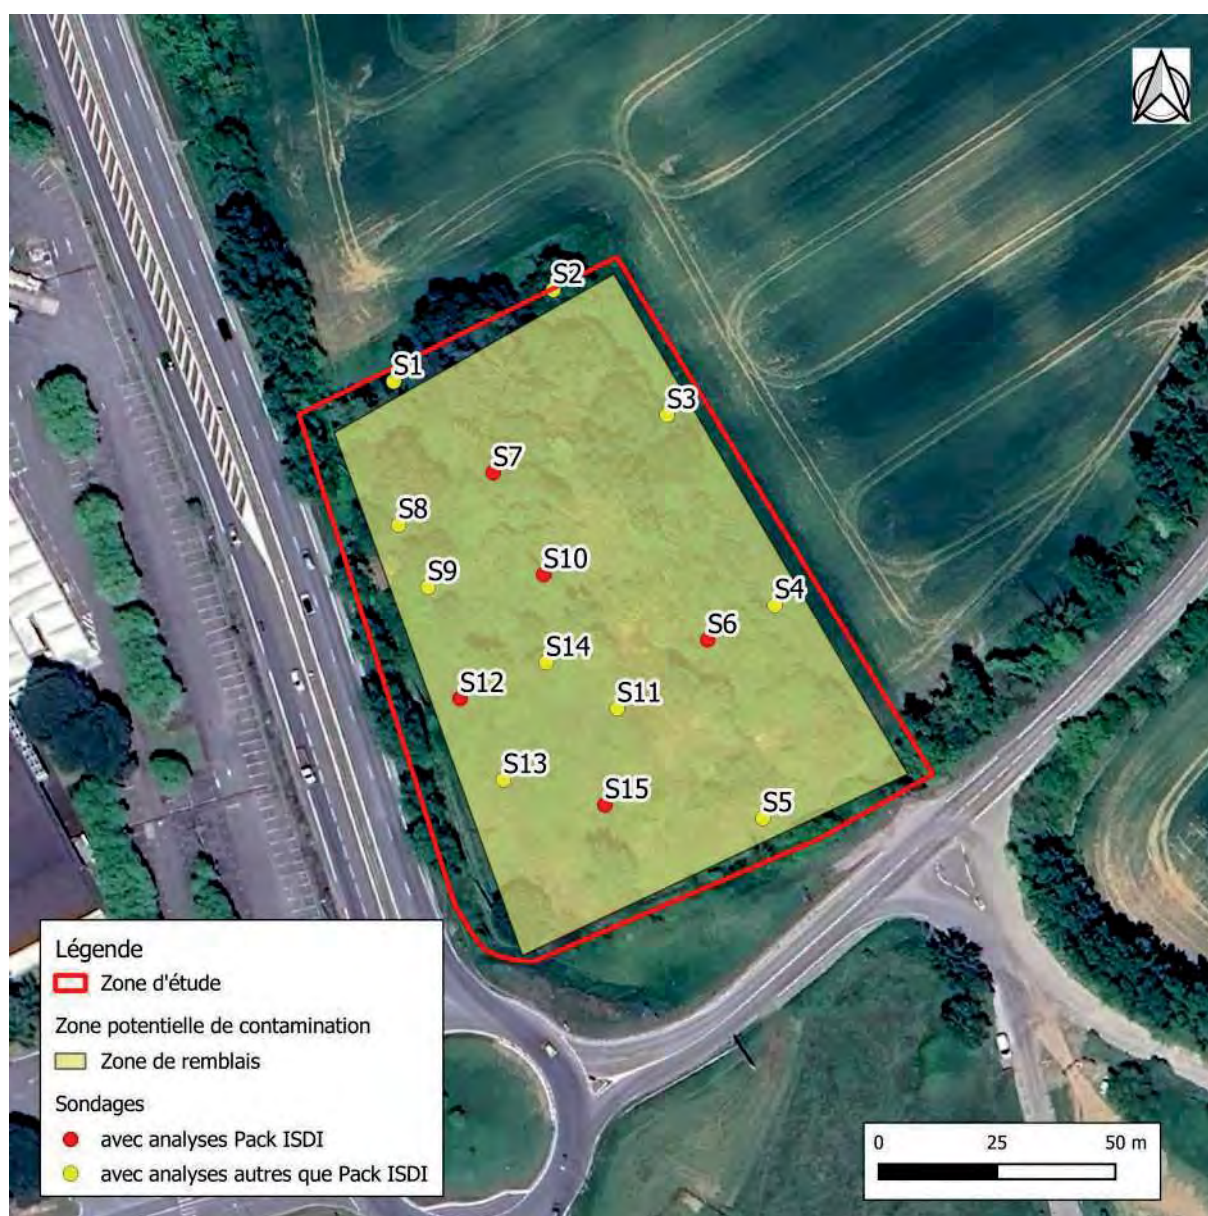 S2
S1
S3
S7
S8
S10
S9
S4
S6
S14
S12
S11
S13
S15
S5
Légende
Zone d'étude
Zone potentielle de contamination
Zone de remblais
Sondages
avec analyses Pack ISDI
avec analyses autres que Pack ISDI
0 25 50 m